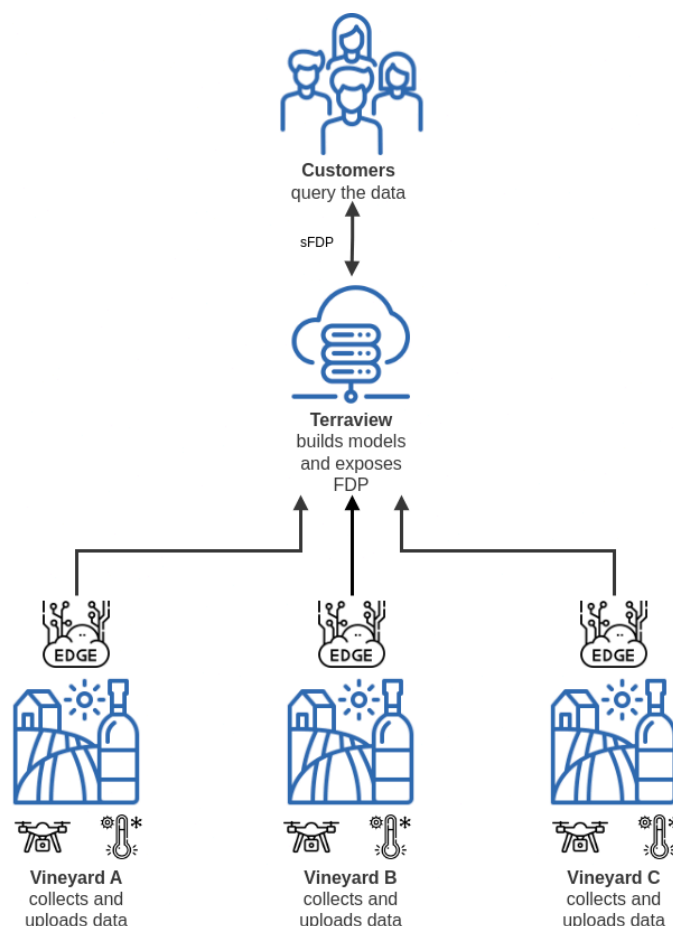 Customers
query the data
sFDP
Terraview
builds models
and exposes
FDP
EDGE
EDGE
EDGE
Vineyard A
collects and
uploads data
Vineyard B
collects and
uploads data
Vineyard C
collects and
uploads data